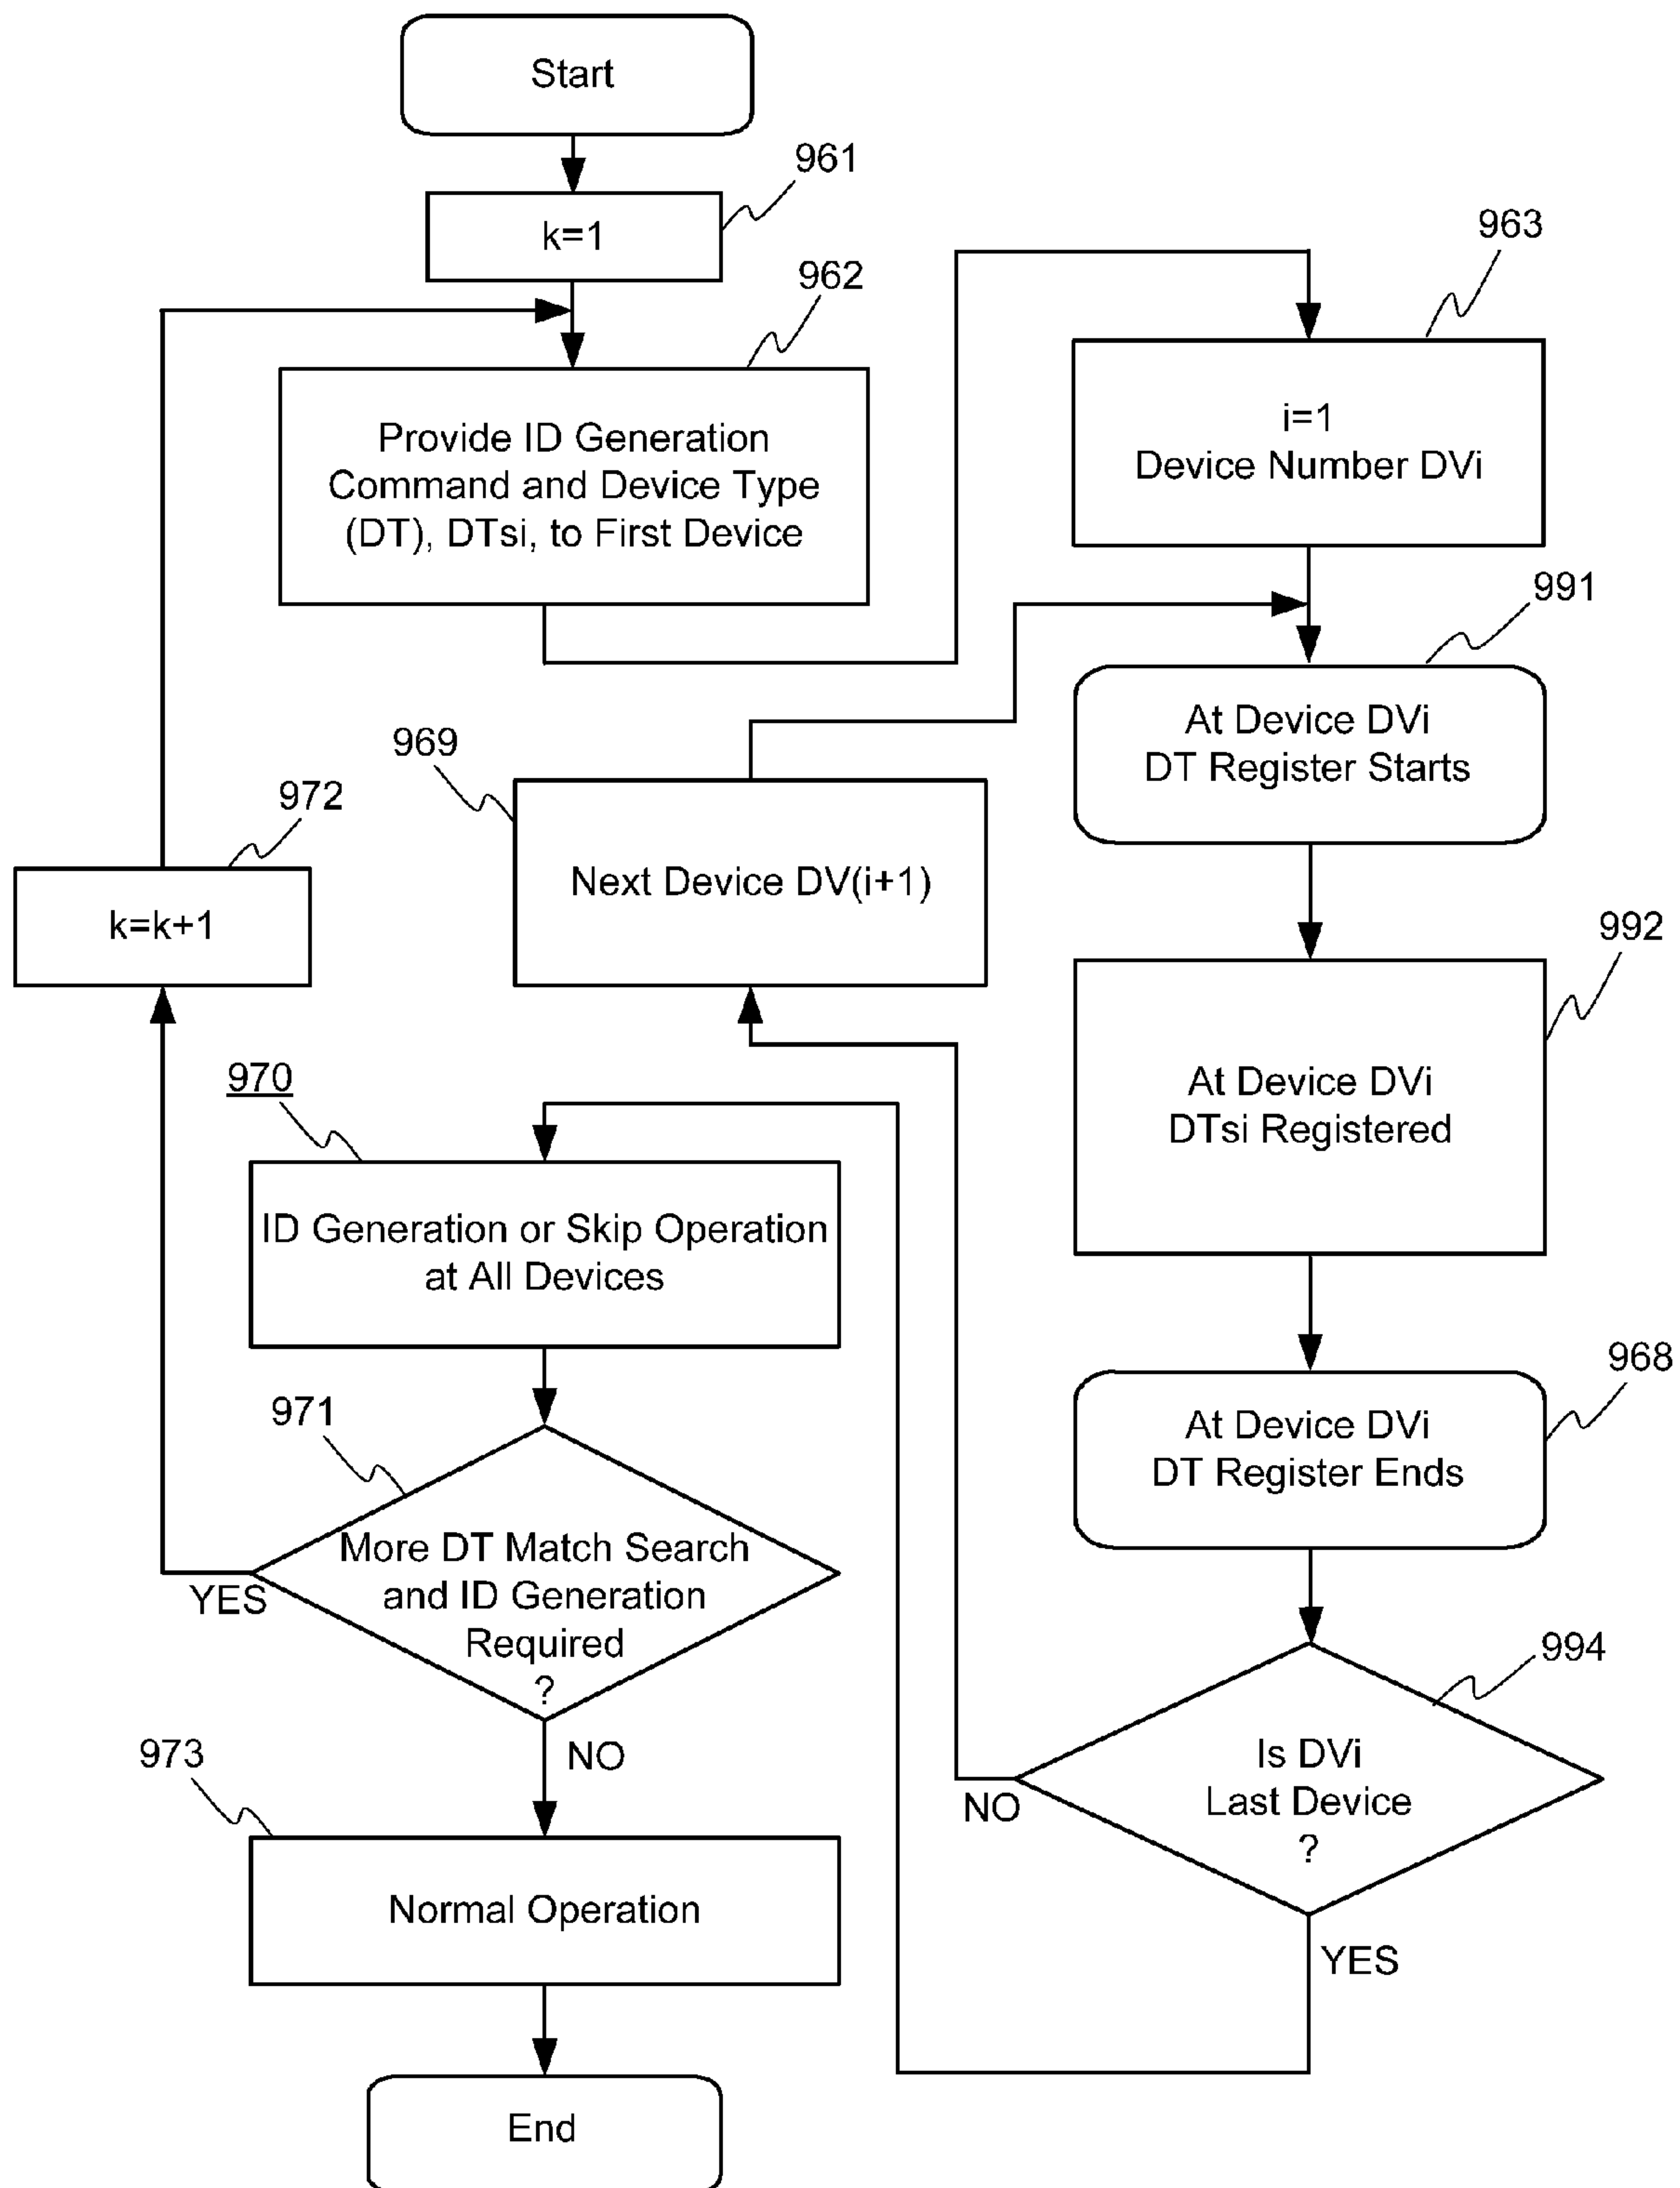 Start
961
k=1
962
Provide ID Generation
Command and Device Type
(DT), DTsi, to First Device
963
i=1
Device Number DVi
991
At Device DVi
DT Register Starts
969
Next Device DV(i+1)
972
k=k+1
992
At Device DVi
DTsi Registered
970
ID Generation or Skip Operation
at All Devices
968
At Device DVi
DT Register Ends
971
More DT Match Search
and ID Generation
Required
?
YES
NO
994
Is DVi
Last Device
?
NO
YES
973
Normal Operation
End